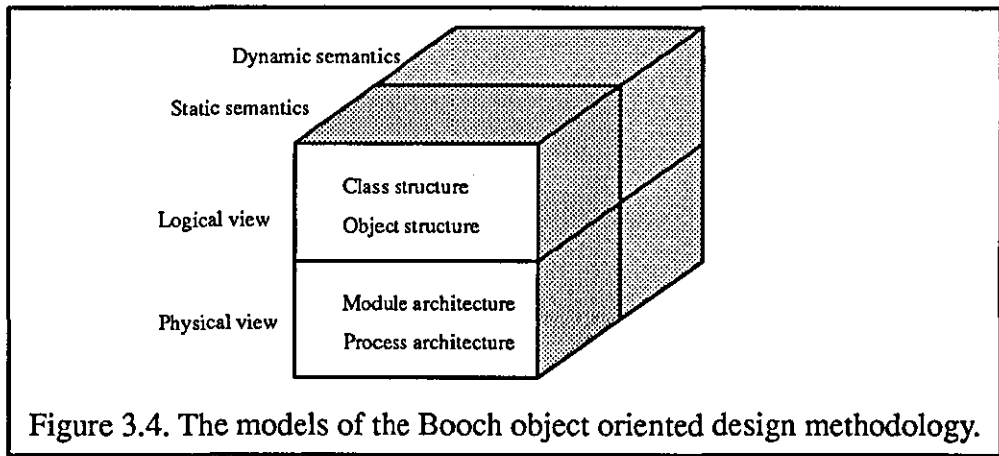 Dynamic semantics
Static semantics
Class structure
Logical view
Object structure
Module architecture
Physical view
Process architecture
Figure 3.4. The models of the Booch object oriented design methodology.